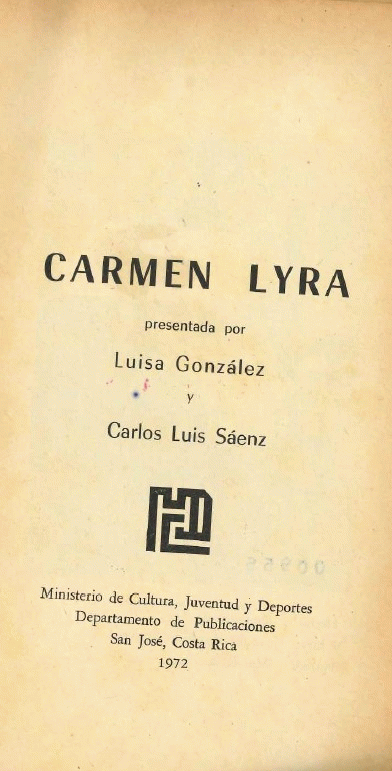 CARMEN LYRA
presentada por
Luisa González
y
Carlos Luis Sáenz
Ministerio de Cultura, Juventud y Deportes
Departamento de Publicaciones
San José, Costa Rica
1972